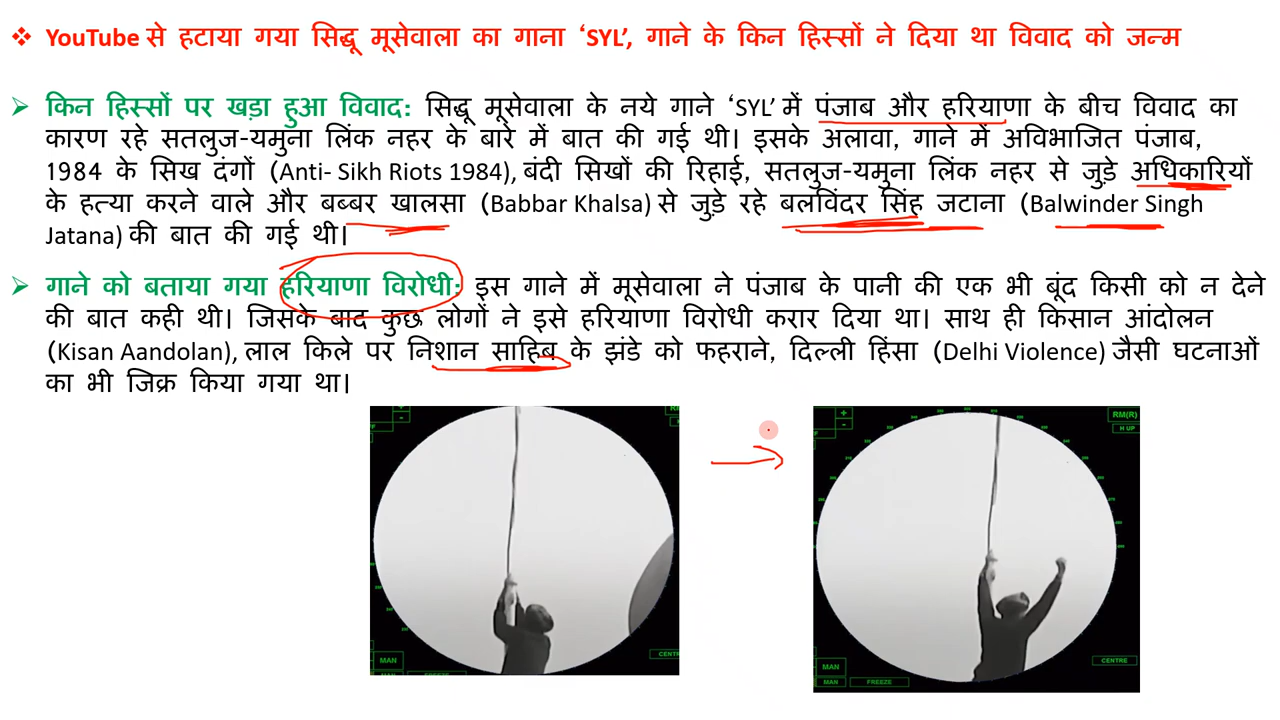 ❖ YouTube से हटाया गया सिद्धू मूसेवाला का गाना ‘SYL’, गाने के किन हिस्सों ने दिया था विवाद को जन्म
➢ किन हिस्सों पर खड़ा हुआ विवाद: सिद्धू मूसेवाला के नये गाने ‘SYL’ में पंजाब और हरियाणा के बीच विवाद का
कारण रहे सतलुज-यमुना लिंक नहर के बारे में बात की गई थी। इसके अलावा, गाने में अविभाजित पंजाब,
1984 के सिख दंगों (Anti- Sikh Riots 1984), बंदी सिखों की रिहाई, सतलुज-यमुना लिंक नहर से जुड़े अधिकारियों
के हत्या करने वाले और बब्बर खालसा (Babbar Khalsa) से जुड़े रहे बलविंदर सिंह जटाना (Balwinder Singh
Jatana) की बात की गई थी।
➢ गाने को बताया गया हरियाणा विरोधी: इस गाने में मूसेवाला ने पंजाब के पानी की एक भी बूंद किसी को न देने
की बात कही थी। जिसके बाद कुछ लोगों ने इसे हरियाणा विरोधी करार दिया था। साथ ही किसान आंदोलन
(Kisan Aandolan), लाल किले पर निशान साहिब के झंडे को फहराने, दिल्ली हिंसा (Delhi Violence) जैसी घटनाओं
का भी जिक्र किया गया था।
MAN
CENTR
RM(R)
H UP
MAN
CENTRE
MAN
FREEZE